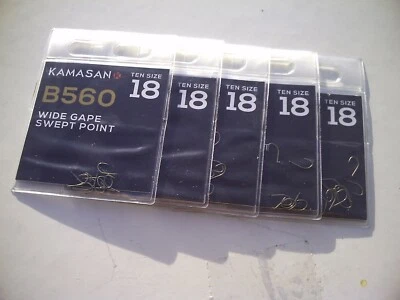 KAMASAN
TEN SIZE
18
B560
WIDE GAPE
SWEPT POINT
TEN SIZE
18
TEN SIZE
18
TEN SIZE
18
TEN SIZE
18